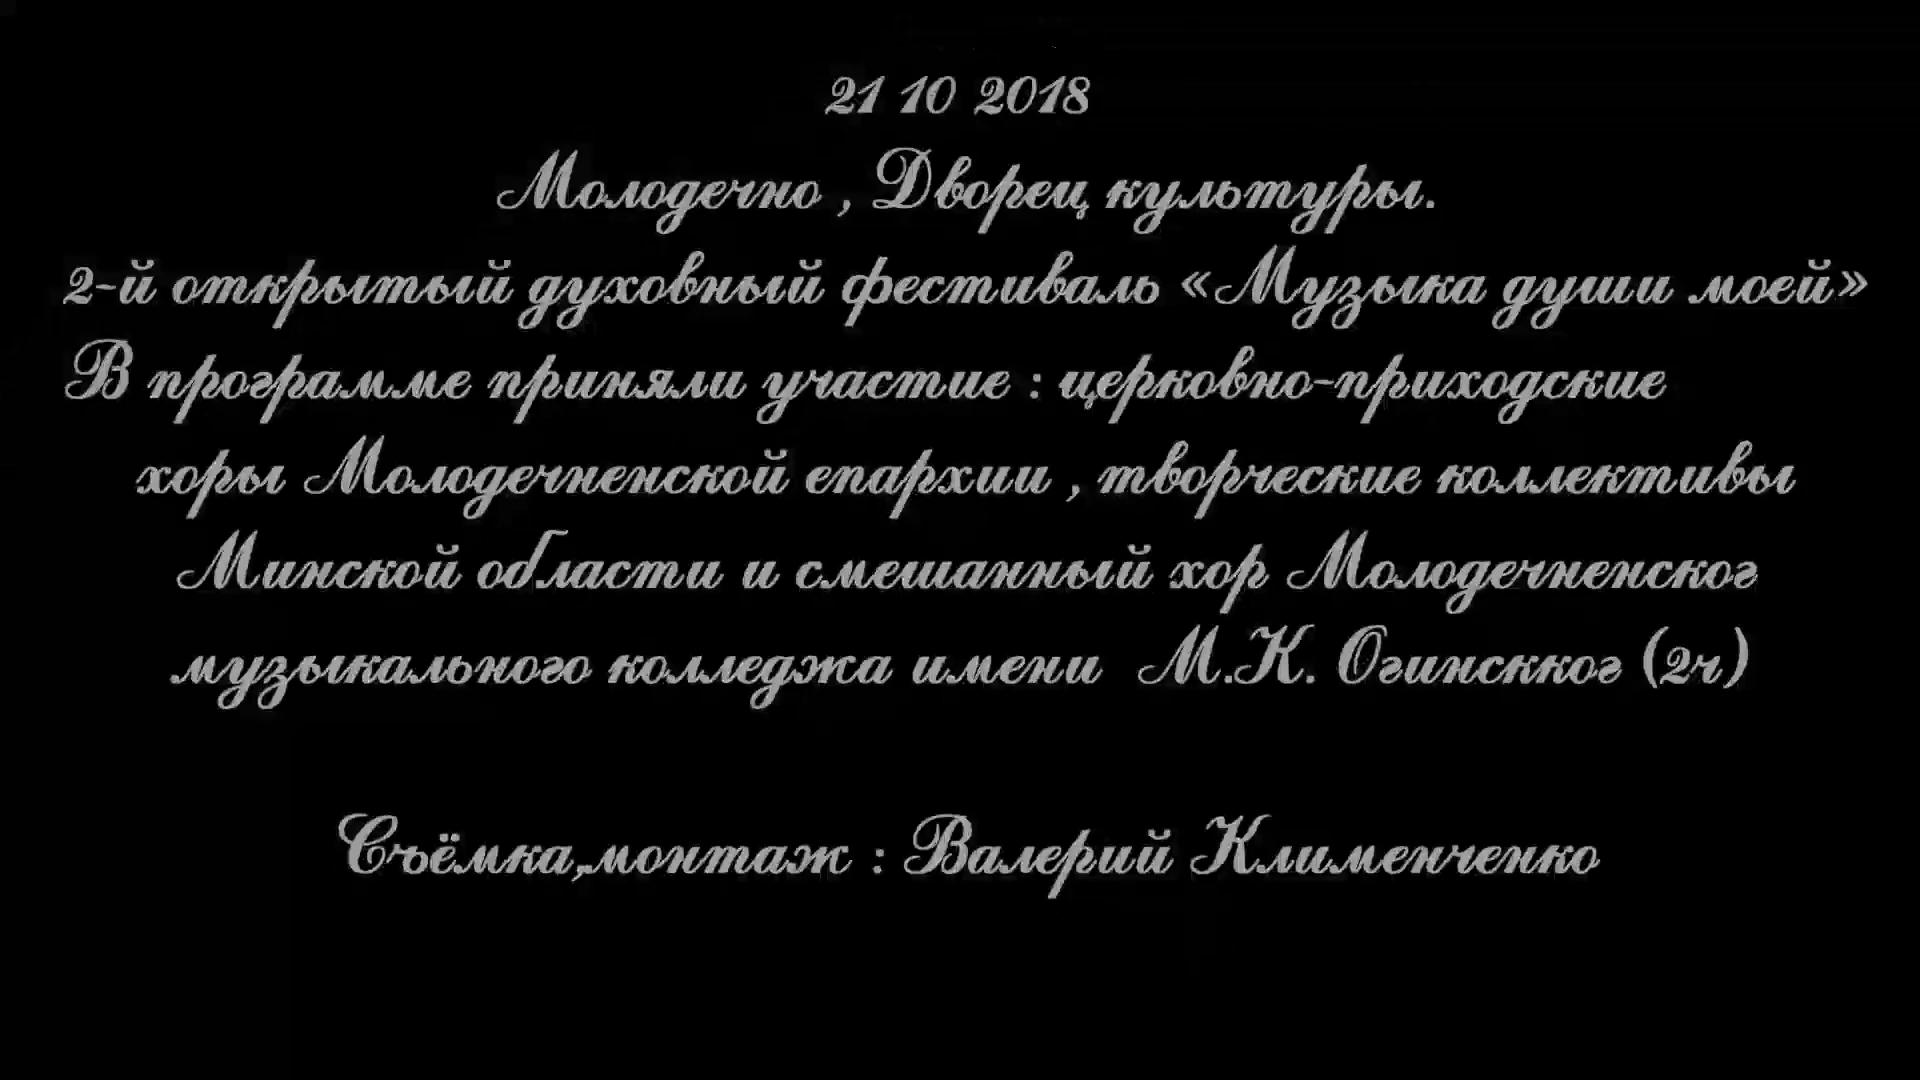 21 10 2018
Молодечно , Дворец культуры.
2-й открытый духовный фестиваль «Музыка души моей»
В программе приняли участие : церковно-приходские
хоры Молодечненской епархии , творческие коллективы
Минской области и смешанный хор Молодечненског
музыкального колледжа имени М.К. Огинскког (2ч)
Съёмка,монтаж : Валерий Клименченко